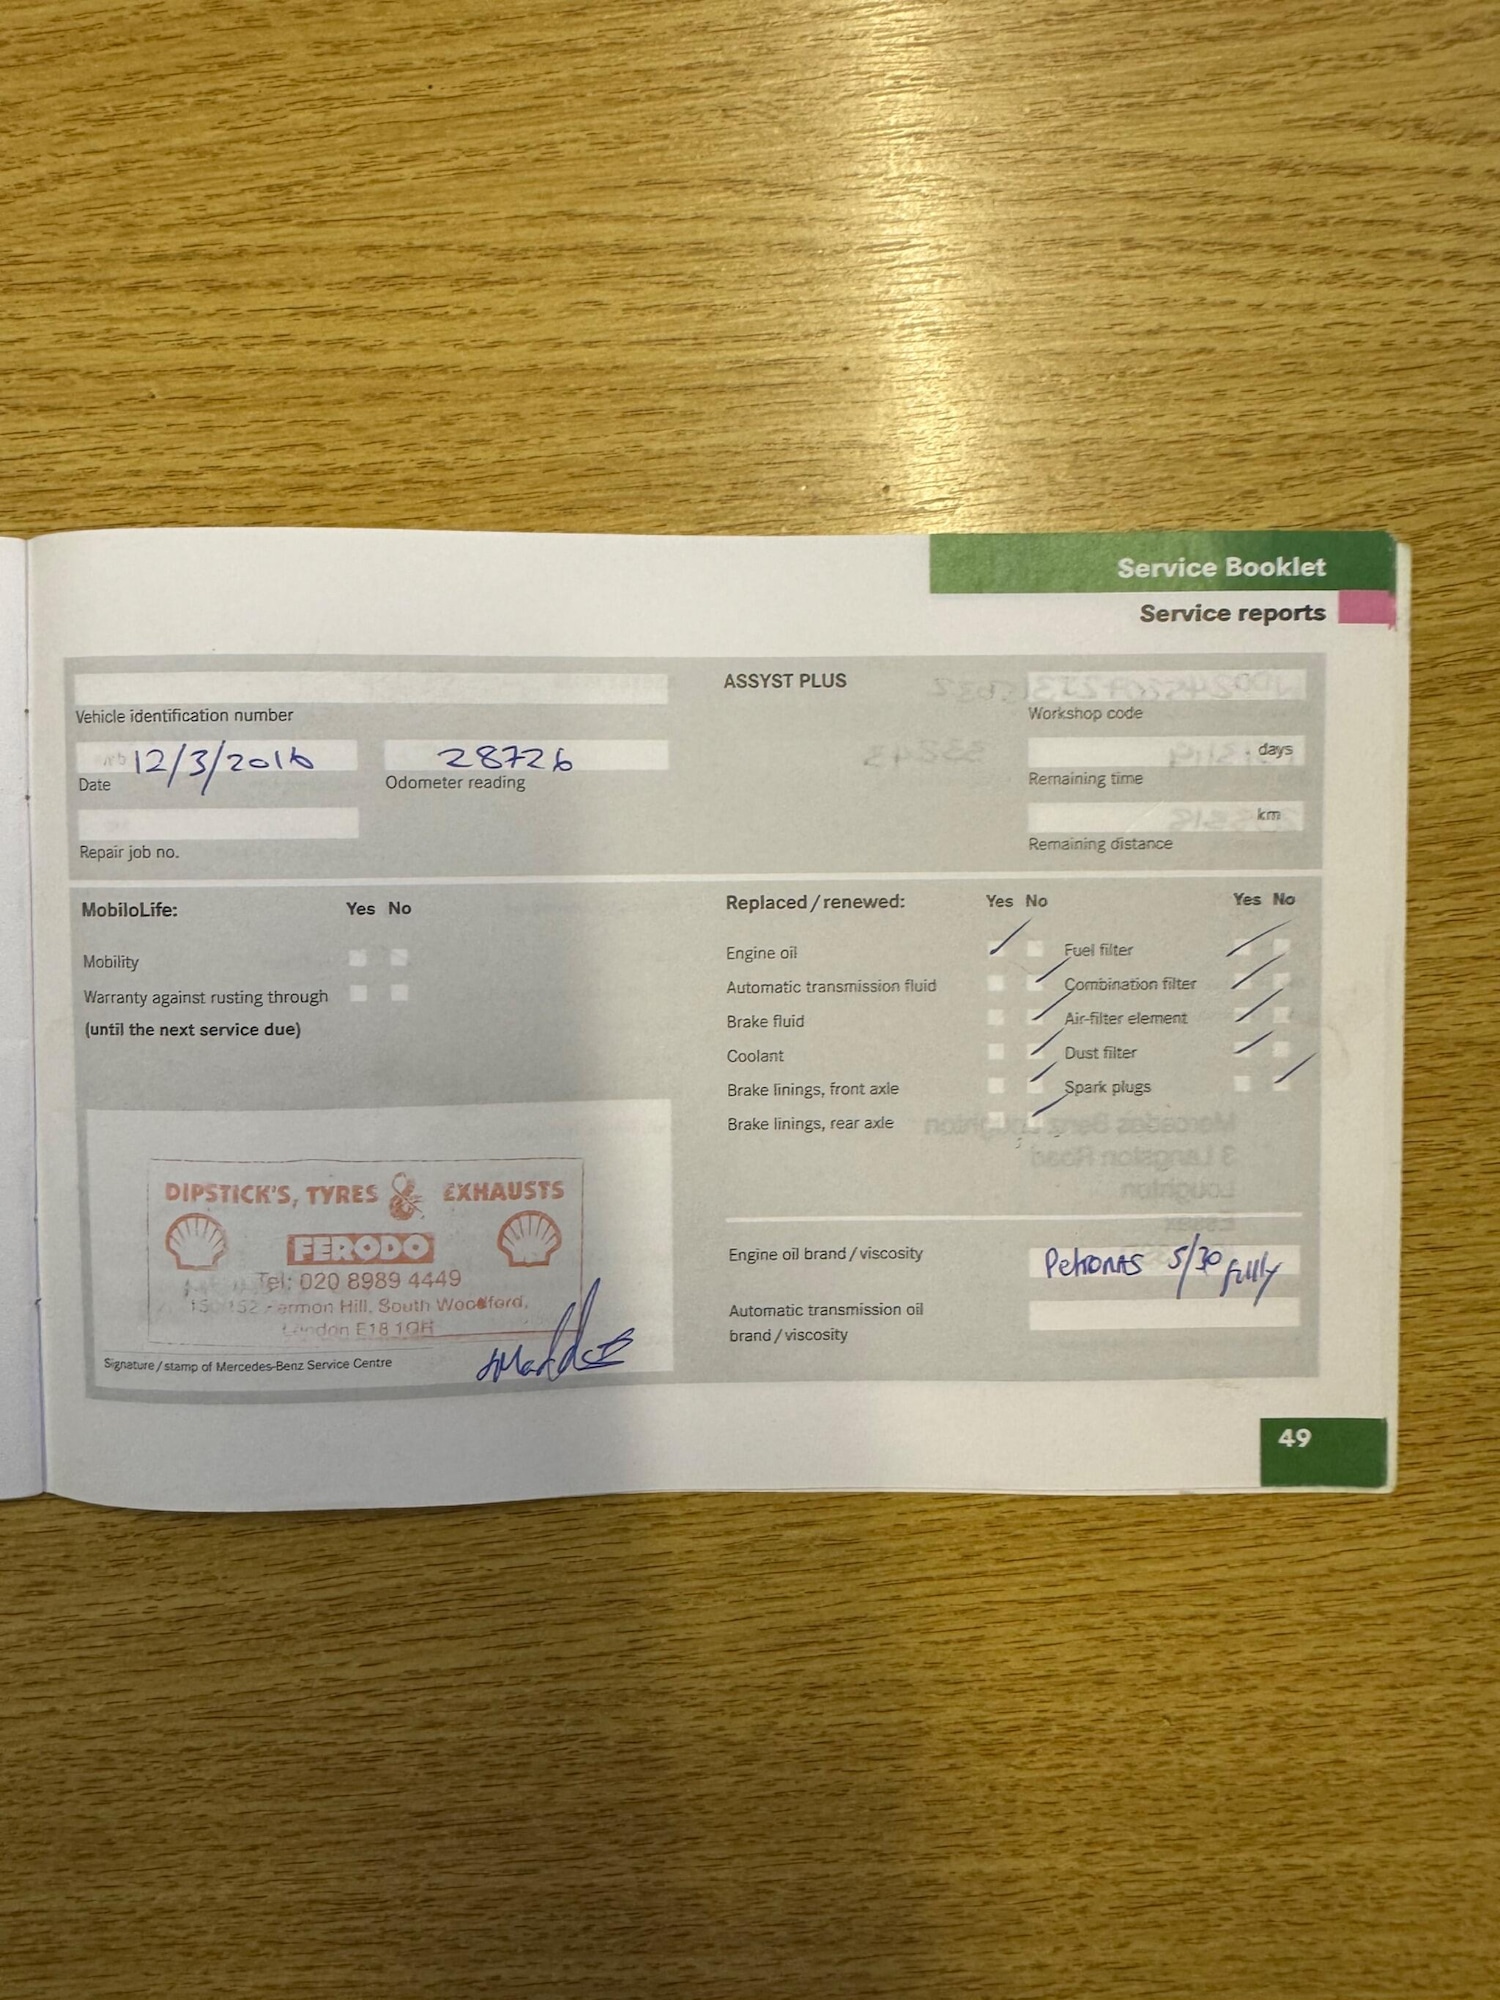 Service Booklet
Service reports
Vehicle identification number
12/3/2016
Date
28726
Odometer reading
Repair job no.
ASSYST PLUS
Workshop code
days
Remaining time
km
Remaining distance
MobiloLife: Yes No
Mobility
Warranty against rusting through
(until the next service due)
Replaced / renewed: Yes No Yes No
Engine oil Fuel filter
Automatic transmission fluid Combination filter
Brake fluid Air-filter element
Coolant Dust filter
Brake linings, front axle Spark plugs
Brake linings, rear axle
DIPSTICK'S, TYRES & EXHAUSTS
FERODO
Tel: 020 8989 4449
Hermon Hill, South Woodford,
London E18
Signature / stamp of Mercedes-Benz Service Centre
Engine oil brand / viscosity
Petronas 5/30 fully
Automatic transmission oil
brand / viscosity
49